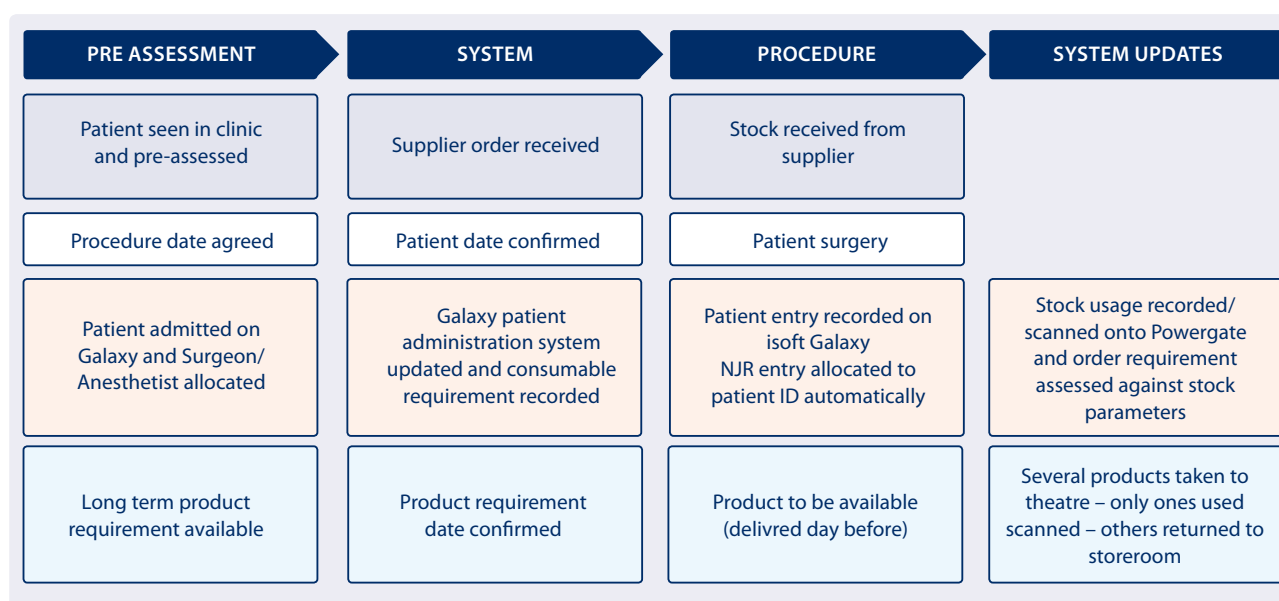 PRE ASSESSMENT
SYSTEM
PROCEDURE
SYSTEM UPDATES
Patient seen in clinic
and pre-assessed
Supplier order received
Stock received from
supplier
Procedure date agreed
Patient date confirmed
Patient surgery
Patient admitted on
Galaxy and Surgeon/
Anesthetist allocated
Galaxy patient
administration system
updated and consumable
requirement recorded
Patient entry recorded on
isoft Galaxy
NJR entry allocated to
patient ID automatically
Stock usage recorded/
scanned onto Powergate
and order requirement
assessed against stock
parameters
Long term product
requirement available
Product requirement
date confirmed
Product to be available
(delivred day before)
Several products taken to
theatre – only ones used
scanned – others returned to
storeroom